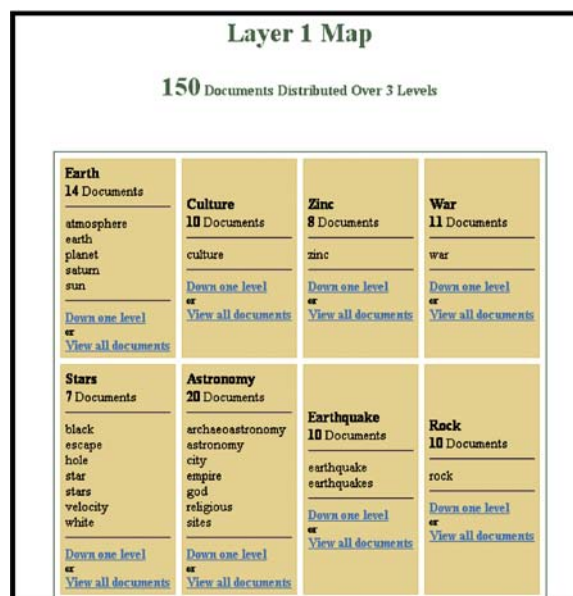 Layer 1 Map
150 Documents Distributed Over 3 Levels
Earth
14 Documents
atmosphere
earth
planet
saturn
sun
Down one level
or
View all documents
Culture
10 Documents
culture
Down one level
or
View all documents
Zinc
8 Documents
zinc
Down one level
or
View all documents
War
11 Documents
war
Down one level
or
View all documents
Stars
7 Documents
black
escape
hole
star
stars
velocity
white
Down one level
or
View all documents
Astronomy
20 Documents
archaeoastronomy
astronomy
city
empire
god
religious
sites
Down one level
or
View all documents
Earthquake
10 Documents
earthquake
earthquakes
Down one level
or
View all documents
Rock
10 Documents
rock
Down one level
or
View all documents